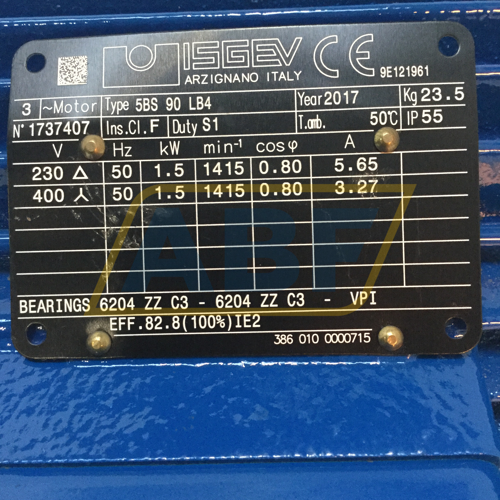 ISGEV CE
ARZIGNANO ITALY
9E121961
3 ~Motor Type 5BS 90 LB4 Year 2017 Kg 23.5
N° 1737407 Ins.Cl. F Duty S1 T.amb. 50°C IP 55
V Hz kW min-1 cosφ A
230 △ 50 1.5 1415 0.80 5.65
400 ⅄ 50 1.5 1415 0.80 3.27
ABF
BEARINGS 6204 ZZ C3 - 6204 ZZ C3 - VPI
EFF.82.8(100%)IE2
386 010 0000715